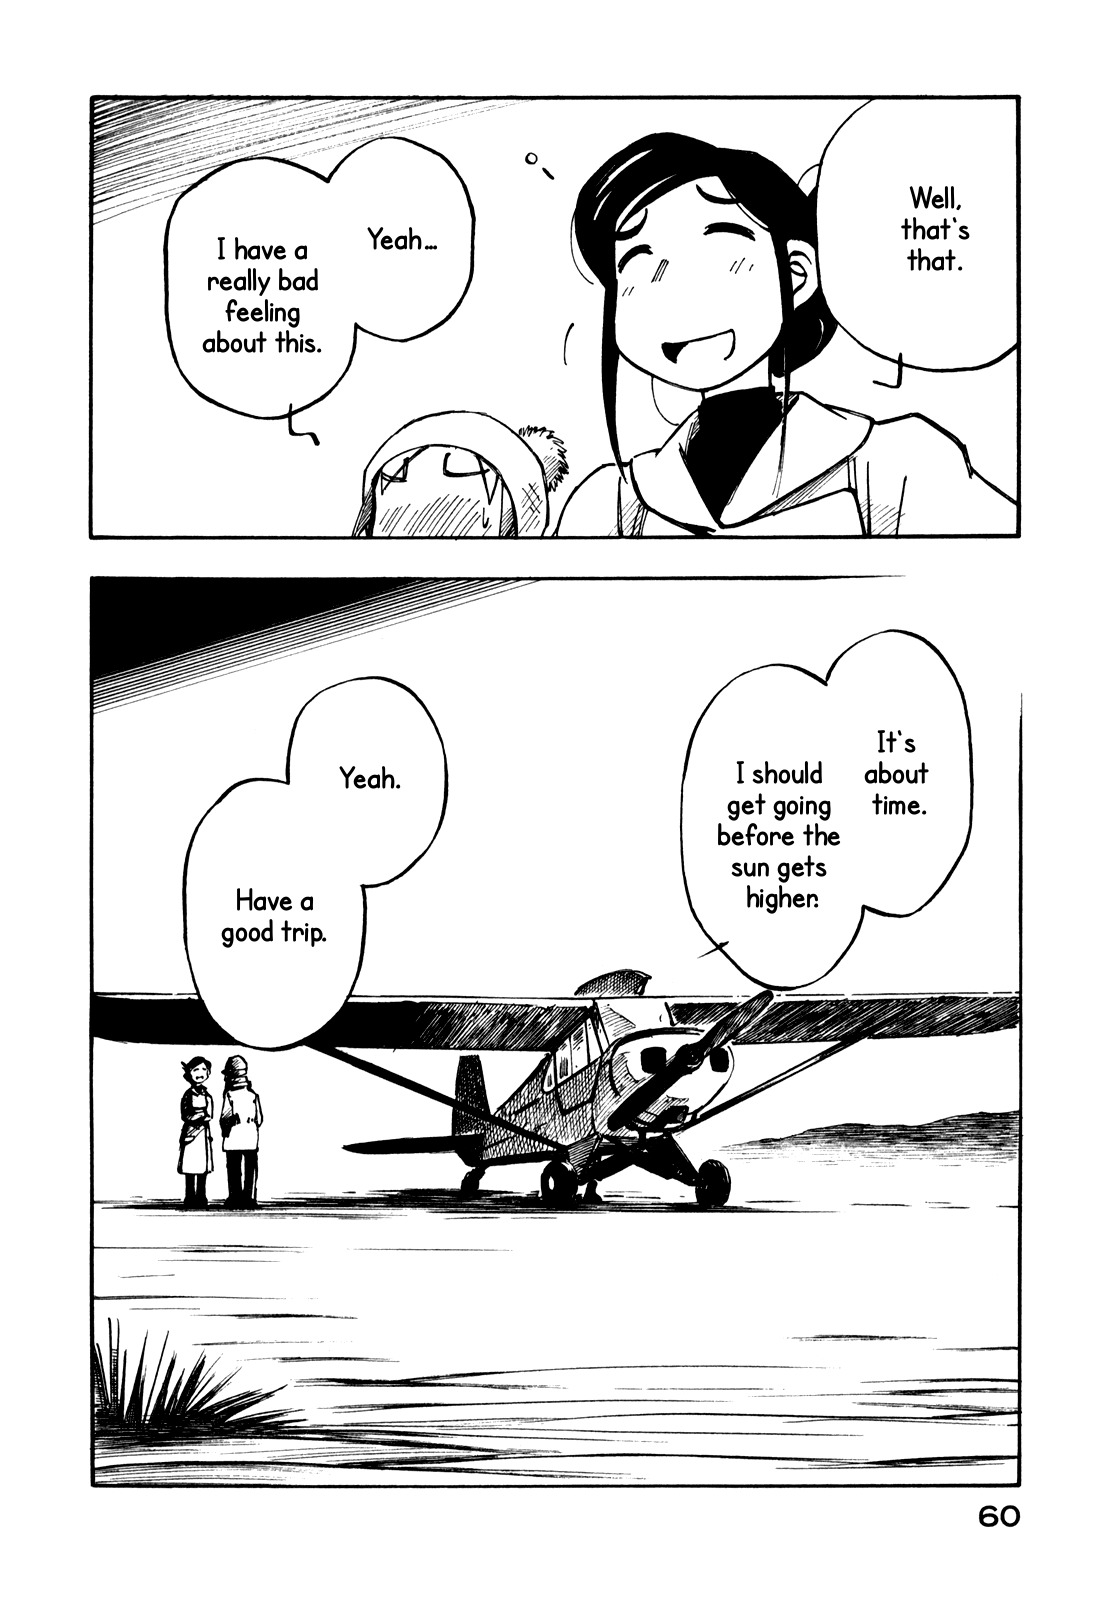 Well,
that's
that.
Yeah...
I have a
really bad
feeling
about this.
It's
about
time.
I should
get going
before the
sun gets
higher.
Yeah.
Have a
good trip.
60